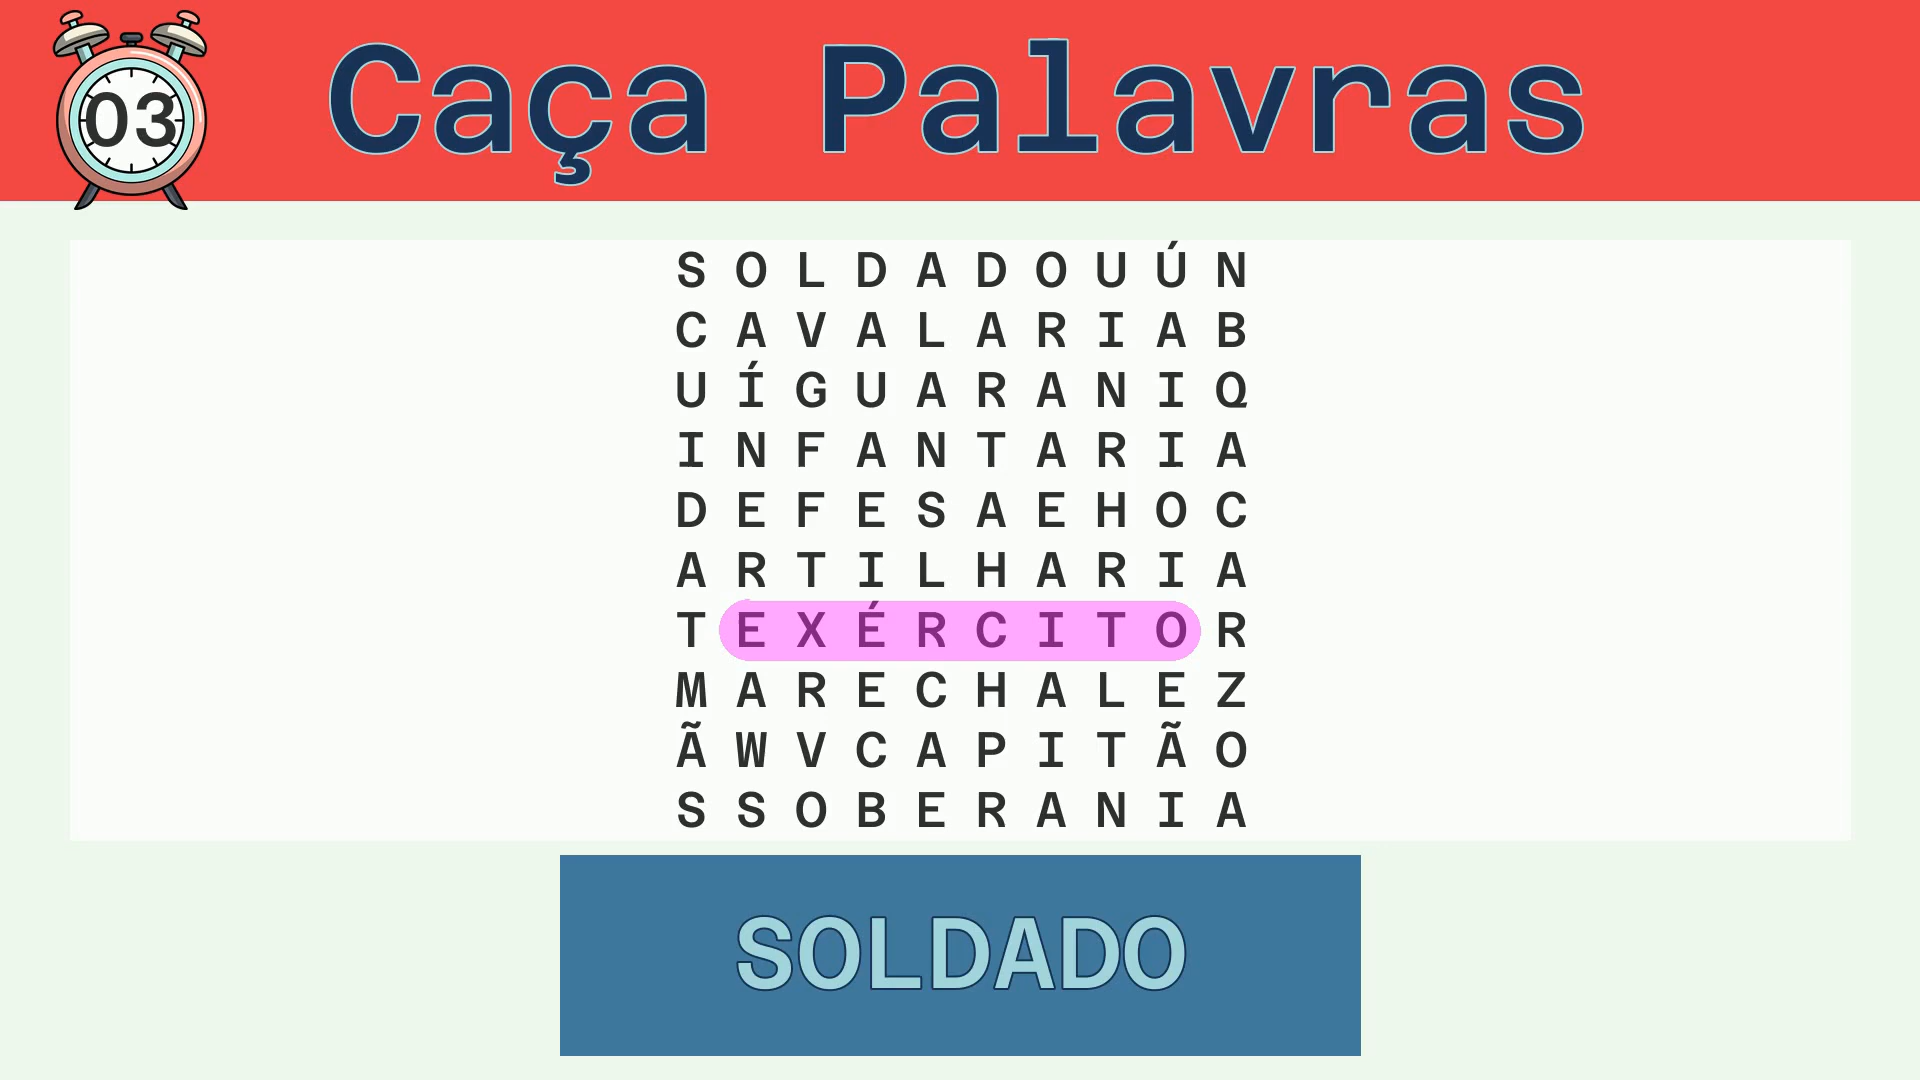 03
Caça Palavras
S O L D A D O U Ú N
C A V A L A R I A B
U Í G U A R A N I Q
I N F A N T A R I A
D E F E S A E H O C
A R T I L H A R I A
T E X É R C I T O R
M A R E C H A L E Z
Ã W V C A P I T Ã O
S S O B E R A N I A
SOLDADO